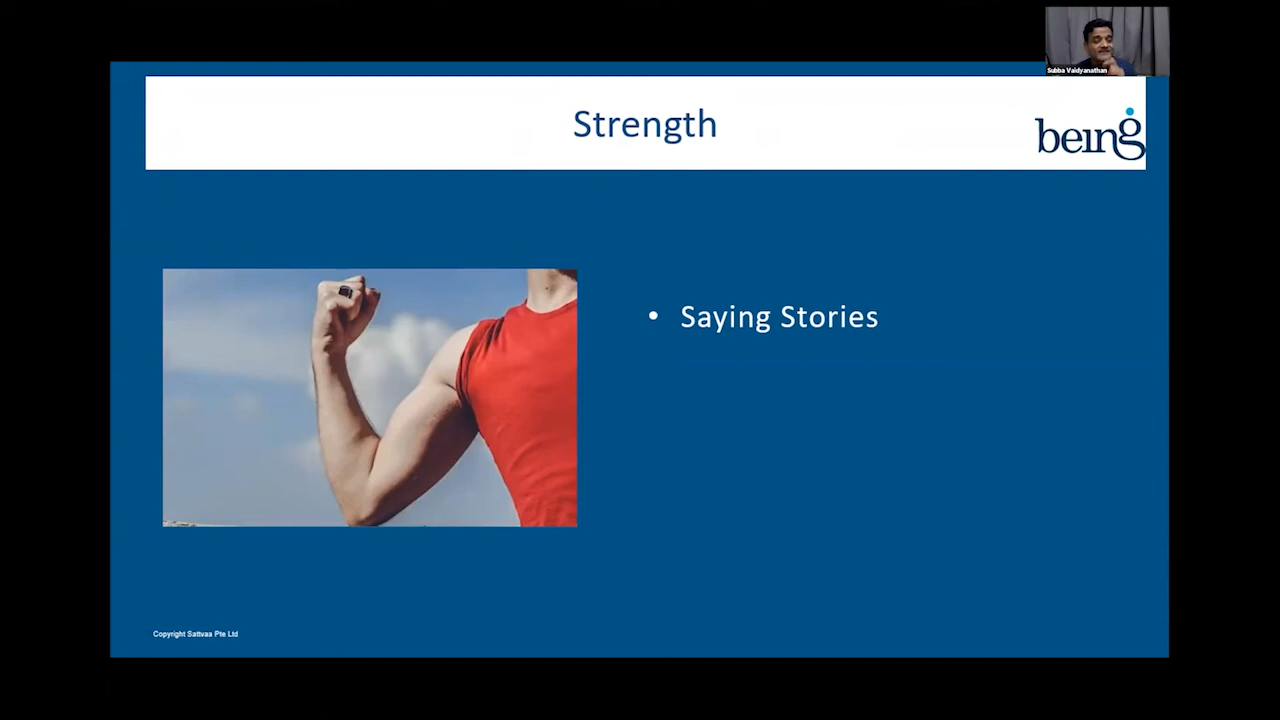 Subba Vaidyanathan
Strength
being
• Saying Stories
Copyright Sattvaa Pte Ltd